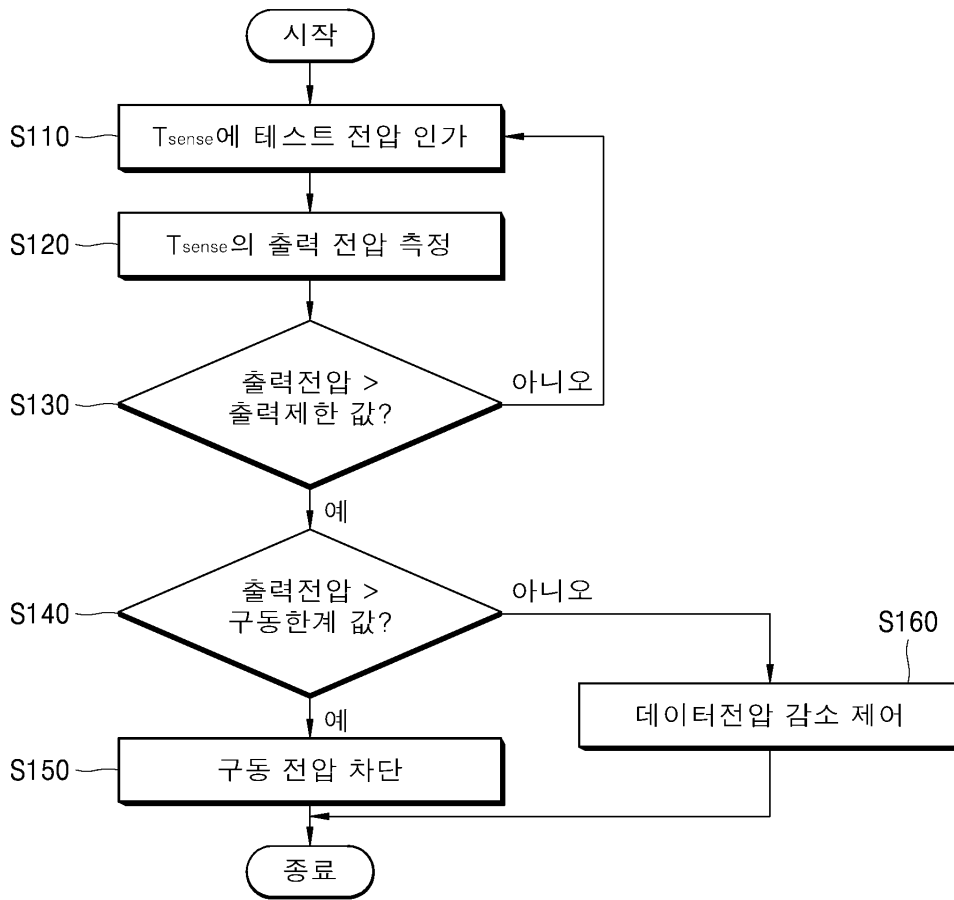 시작
S110
Tsense에 테스트 전압 인가
S120
Tsense의 출력 전압 측정
S130
출력전압 >
출력제한 값?
아니오
예
S140
출력전압 >
구동한계 값?
아니오
S160
데이터전압 감소 제어
예
S150
구동 전압 차단
종료